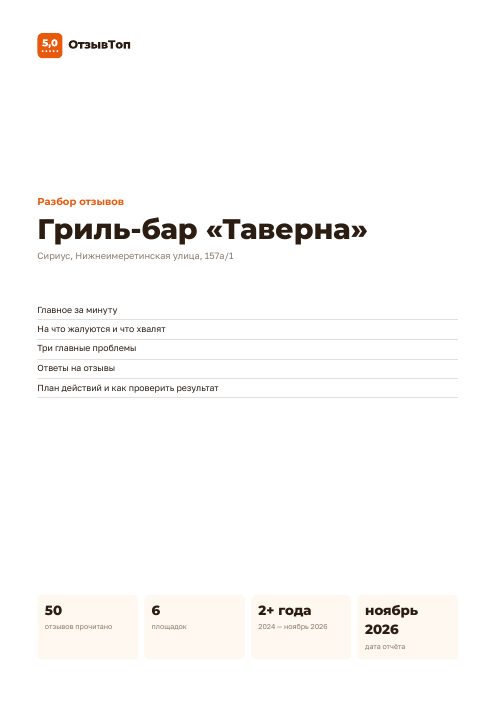 5,0
ОтзывТоп
Разбор отзывов
Гриль-бар «Таверна»
Сириус, Нижнеимеретинская улица, 157а/1
Главное за минуту
На что жалуются и что хвалят
Три главные проблемы
Ответы на отзывы
План действий и как проверить результат
50
отзывов прочитано
6
площадок
2+ года
2024 — ноябрь 2026
ноябрь
2026
дата отчёта